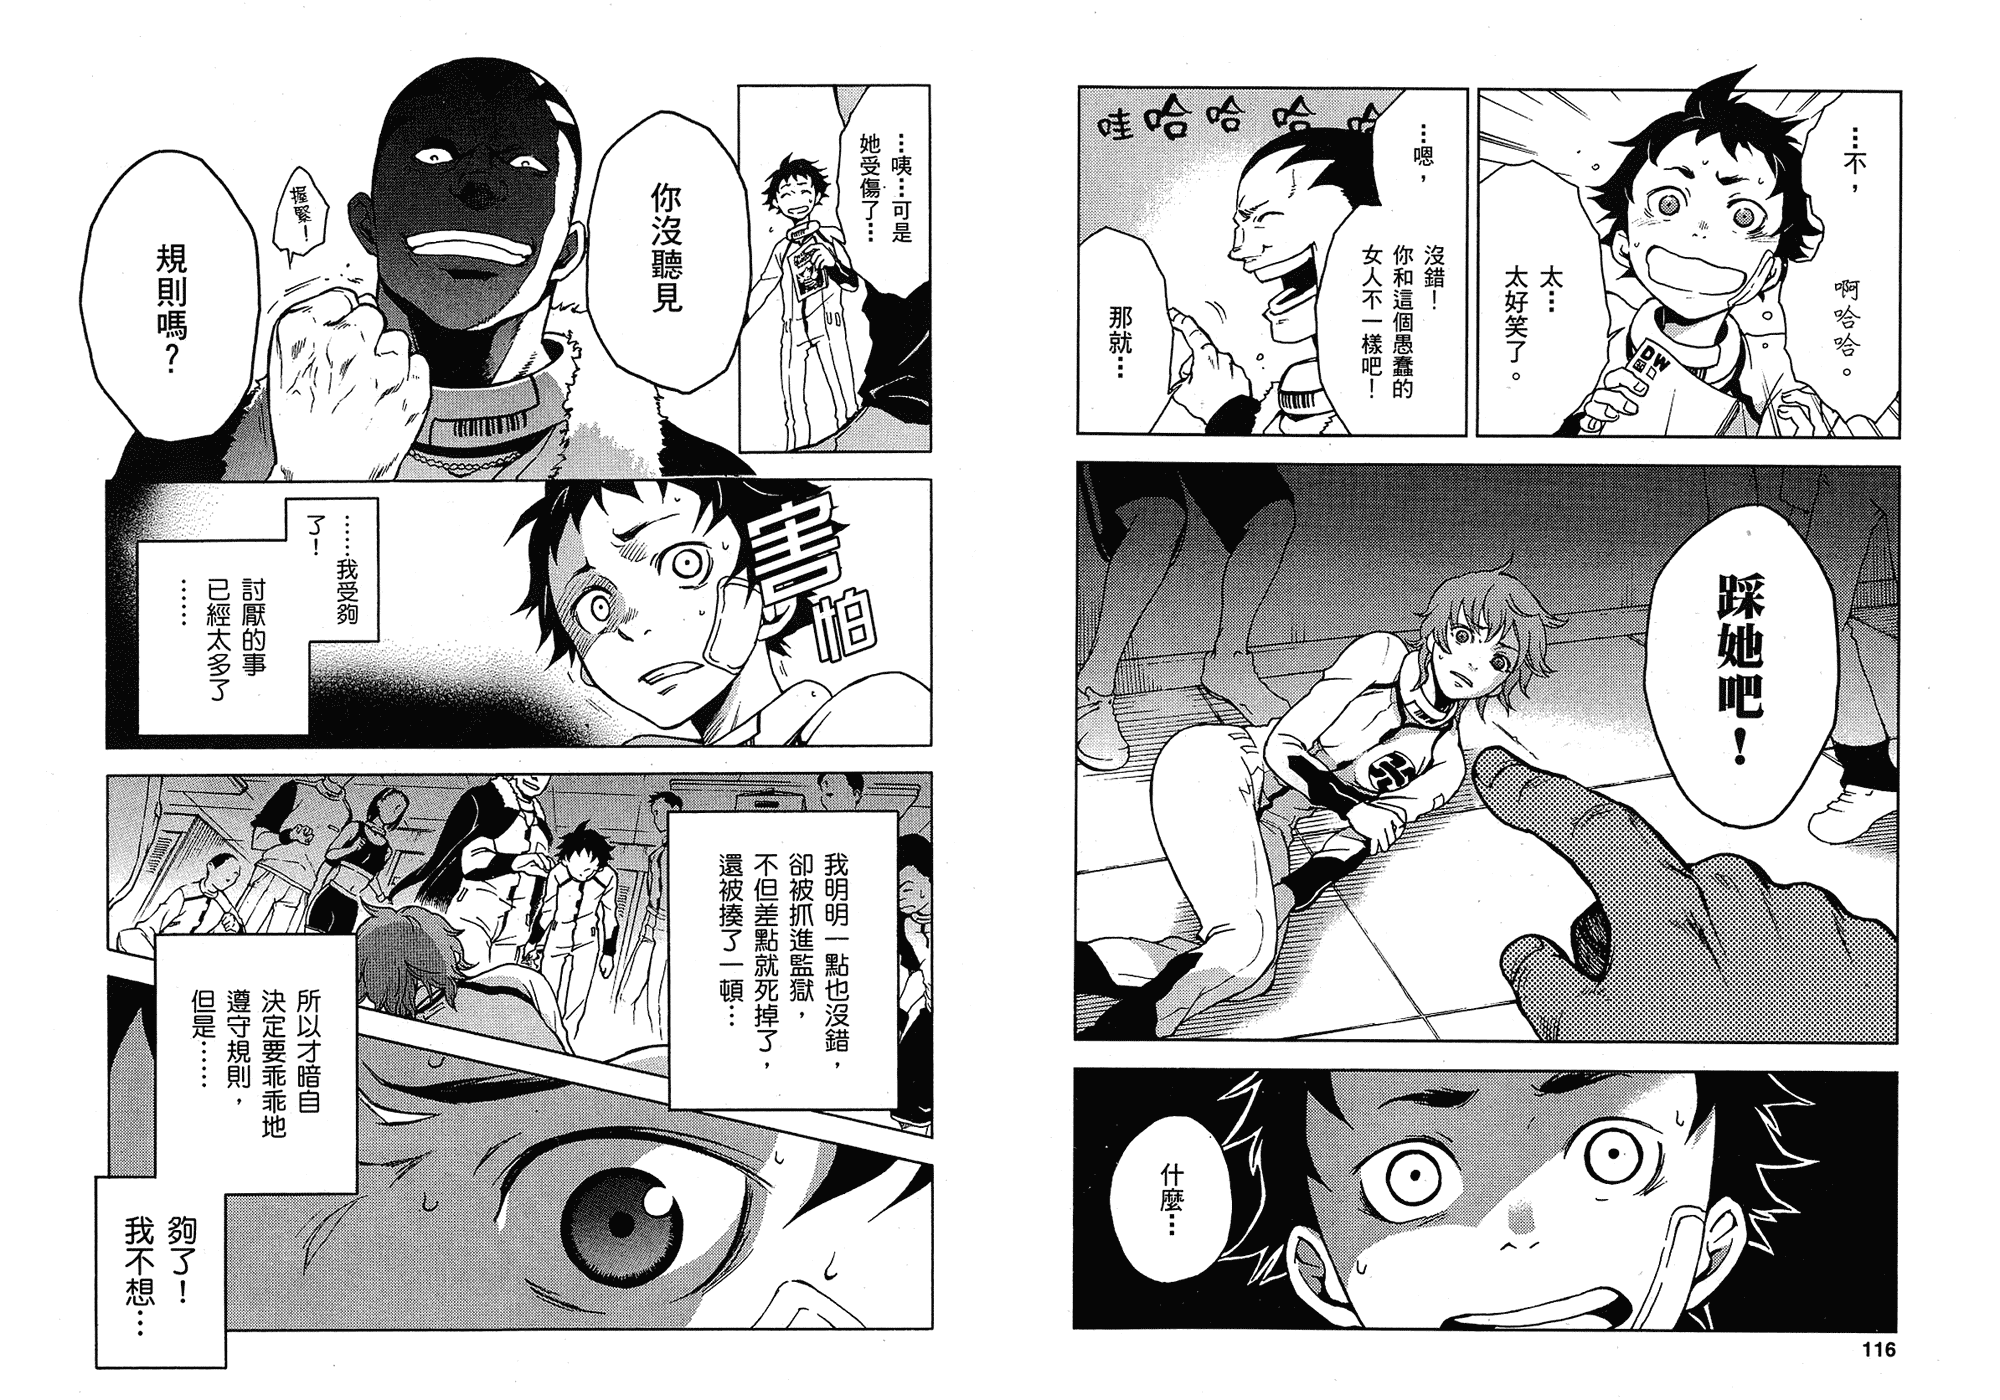 …不，
啊哈哈。
太…
太好笑了。
DW
哇哈哈哈哈
…嗯，
沒錯！
你和這個愚蠢的
女人不一樣吧！
那就…
踩她吧！
什麼…
116
…咦…可是
她受傷了…
你沒聽見
握緊！
規則嗎？
害怕
……我受夠
了！
討厭的事
已經太多了
……
我明明一點也沒錯，
卻被抓進監獄，
不但差點就死掉了，
還被揍了一頓…
所以才暗自
決定要乖乖地
遵守規則，
但是……
夠了！
我不想…